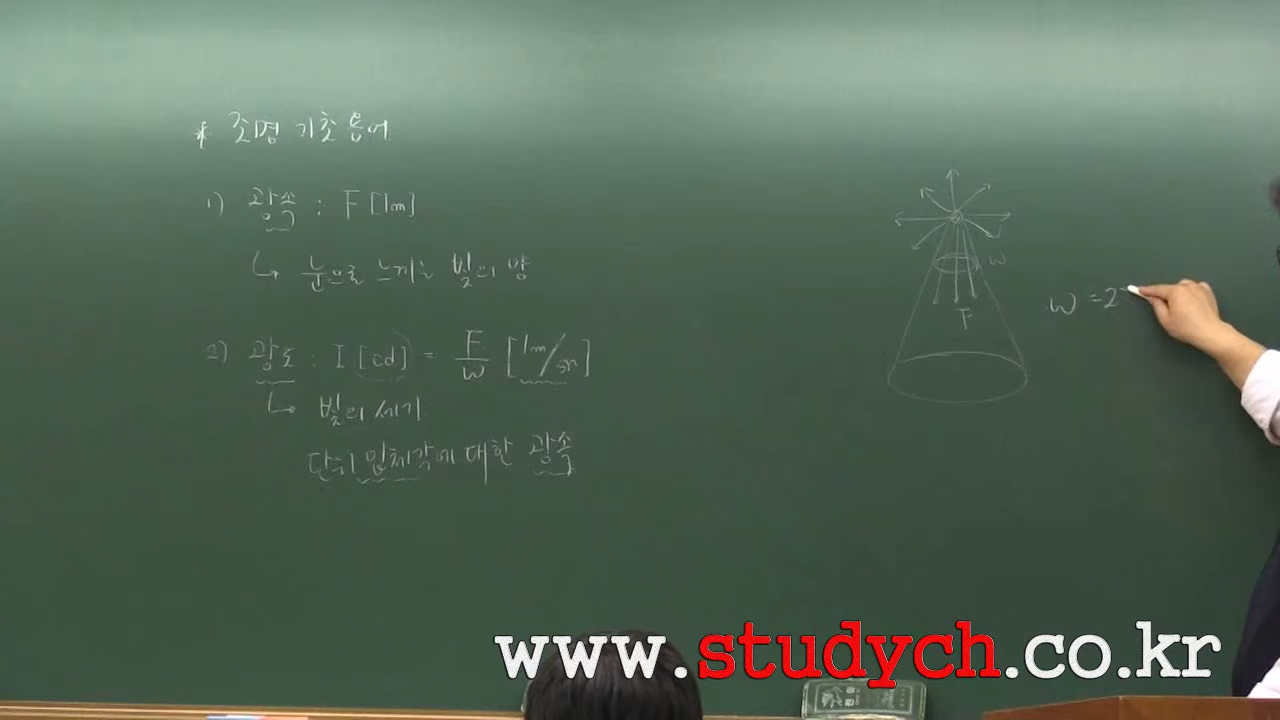 * 조명 기초 용어
1) 광속 : F [lm]
↳ 눈으로 느끼는 빛의 양
2) 광도 : I [cd] = F/ω [lm/sr]
↳ 빛의 세기
단위 입체각에 대한 광속
ω
F
ω = 2
www.studych.co.kr